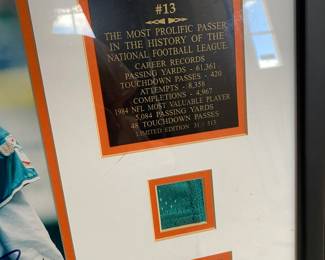 #13
THE MOST PROLIFIC PASSER
IN THE HISTORY OF THE
NATIONAL FOOTBALL LEAGUE
CAREER RECORDS
PASSING YARDS - 61,361
TOUCHDOWN PASSES - 420
ATTEMPTS - 8,358
COMPLETIONS - 4,967
1984 NFL MOST VALUABLE PLAYER
5,084 PASSING YARDS
48 TOUCHDOWN PASSES
LIMITED EDITION 31 / 513